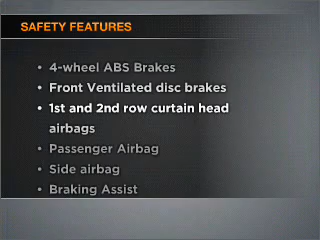 SAFETY FEATURES
• 4-wheel ABS Brakes
• Front Ventilated disc brakes
• 1st and 2nd row curtain head
airbags
• Passenger Airbag
• Side airbag
• Braking Assist